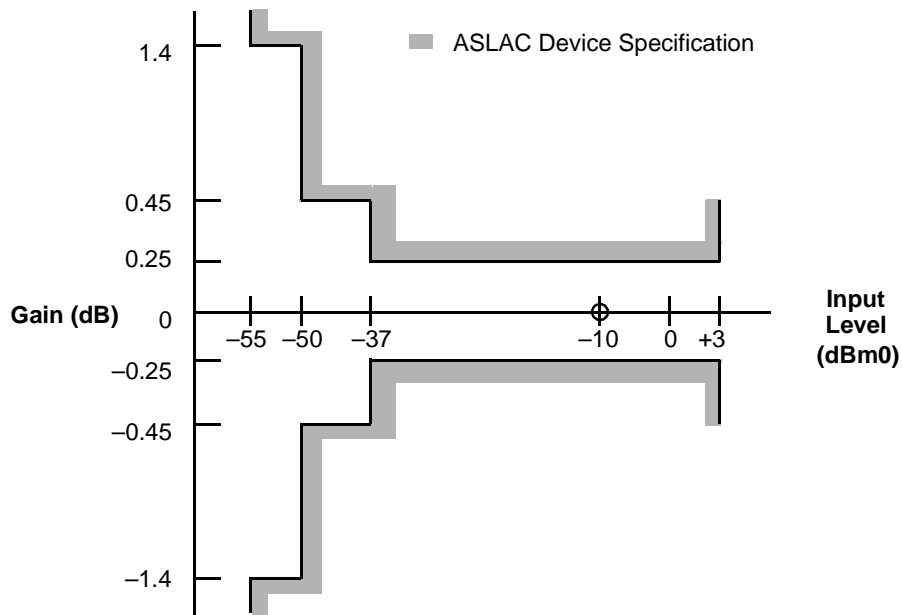 ASLAC Device Specification
1.4
0.45
0.25
Gain (dB)
0
Input
Level
(dBm0)
–55
–50
–37
–10
0
+3
–0.25
–0.45
–1.4